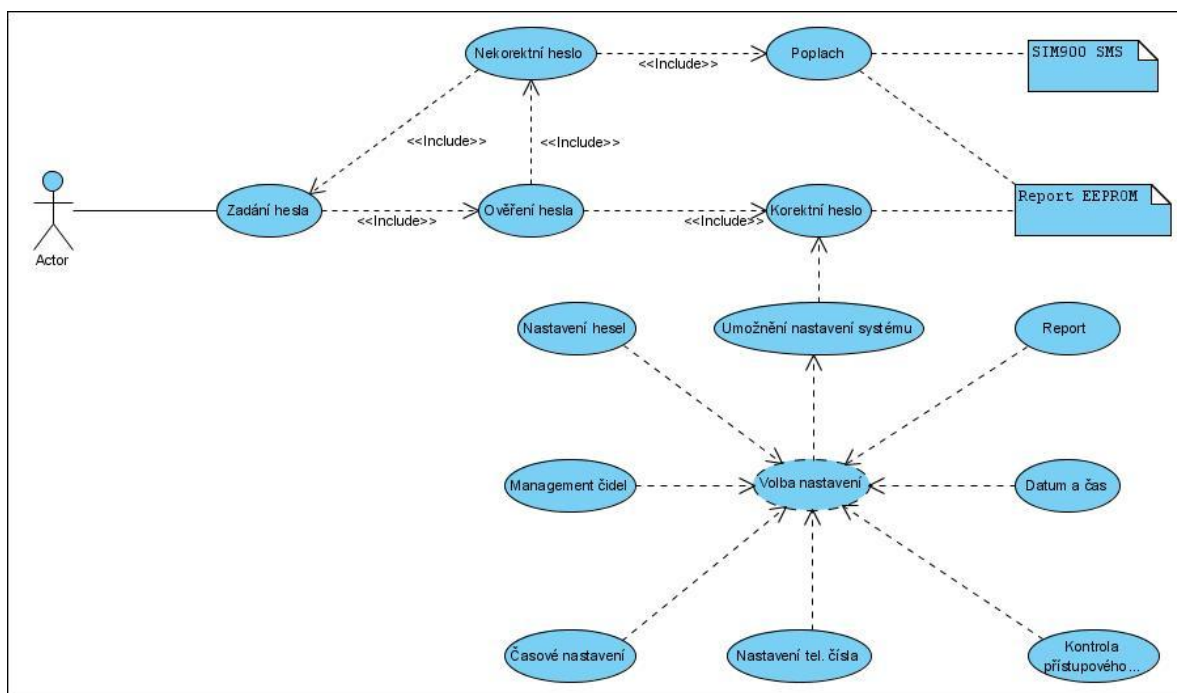 Nekorektní heslo
<<Include>>
Poplach
SIM900 SMS
<<Include>>
<<Include>>
Actor
Zadání hesla
<<Include>>
Ověření hesla
<<Include>>
Korektní heslo
Report EEPROM
Nastavení hesel
Umožnění nastavení systému
Report
Management čidel
Volba nastavení
Datum a čas
Časové nastavení
Nastavení tel. čísla
Kontrola
přístupového
...